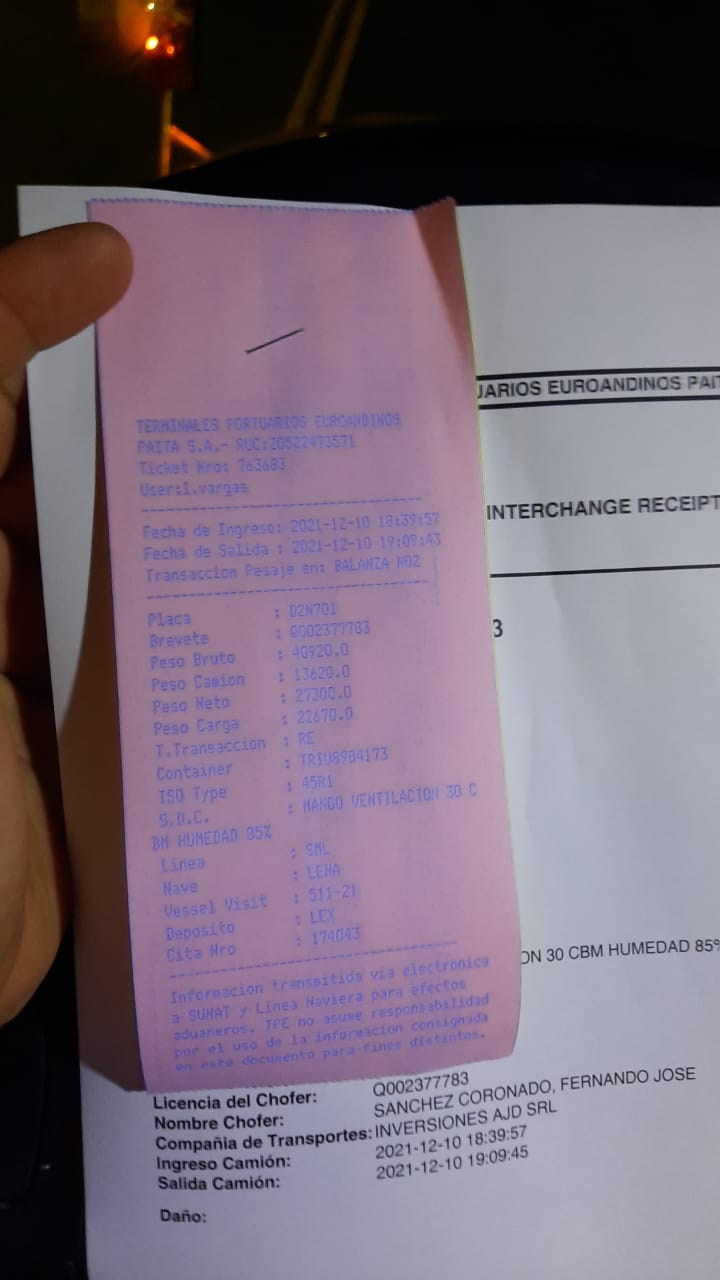 TERMINALES PORTUARIOS EUROANDINOS
PAITA S.A.- RUC:20522473571
Ticket Nro: 763683
User:l.vargas
Fecha de Ingreso: 2021-12-10 18:39:57
Fecha de Salida : 2021-12-10 19:09:43
Transaccion Pesaje en: BALANZA NO2
Placa : D2N701
Brevete : Q002377783
Peso Bruto : 40920.0
Peso Camion : 13620.0
Peso Neto : 27300.0
Peso Carga : 22670.0
T.Transaccion : RE
Container : TRIU8984173
ISO Type : 45R1
S.D.C. : MANGO VENTILACION 30 C
BM HUMEDAD 85%
Linea : SML
Nave : LENA
Vessel Visit : 511-21
Deposito : LEX
Cita Nro : 174043
Informacion transmitida via electronica
a SUNAT y Linea Naviera para efectos
aduaneros. TPE no asume responsabilidad
por el uso de la informacion consignada
en este documento para fines distintos.
UARIOS EUROANDINOS PAIT
INTERCHANGE RECEIPT
3
ON 30 CBM HUMEDAD 85%
Licencia del Chofer: Q002377783
Nombre Chofer: SANCHEZ CORONADO, FERNANDO JOSE
Compañia de Transportes: INVERSIONES AJD SRL
Ingreso Camión: 2021-12-10 18:39:57
Salida Camión: 2021-12-10 19:09:45
Daño: